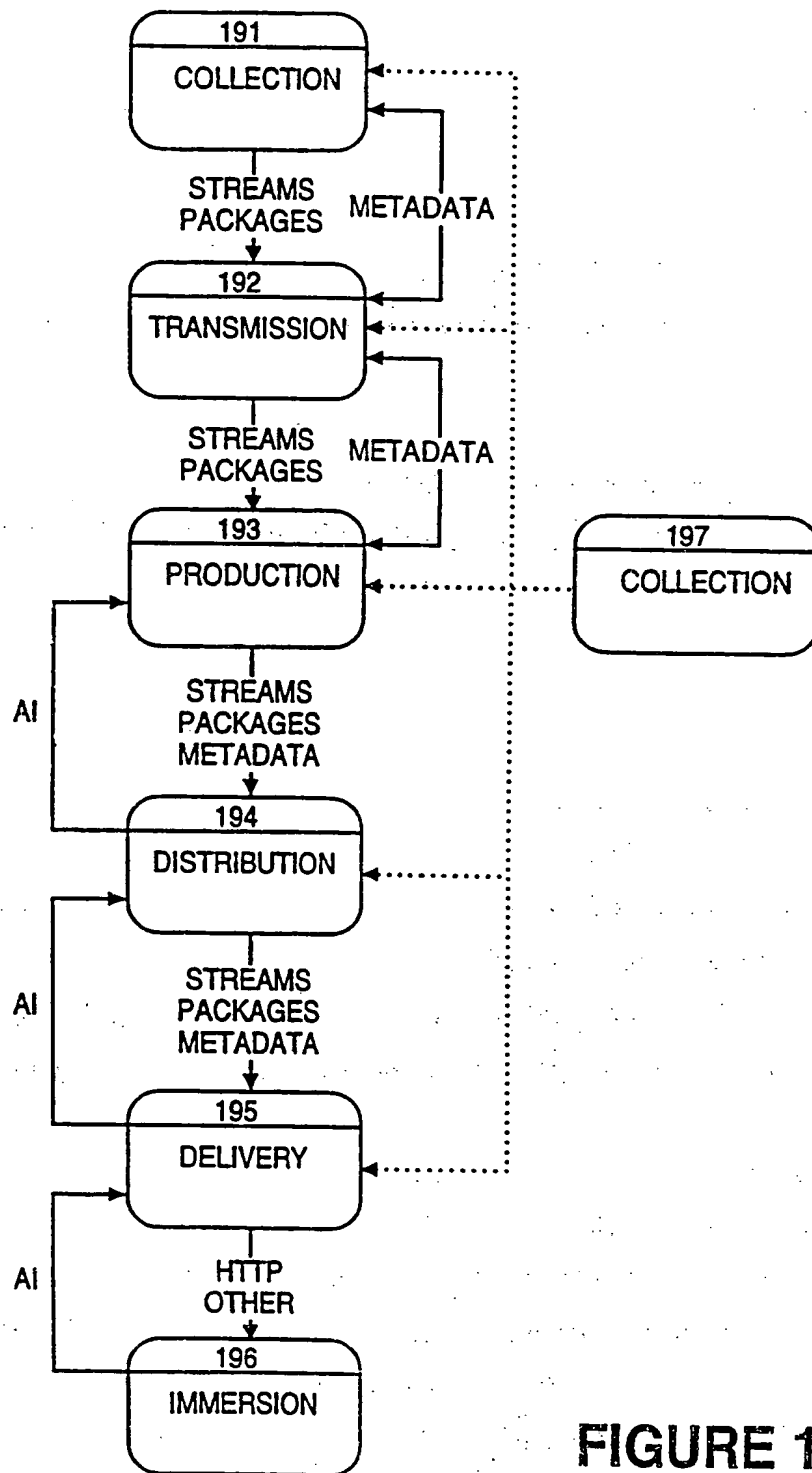 191
COLLECTION
STREAMS
PACKAGES
METADATA
192
TRANSMISSION
STREAMS
PACKAGES
METADATA
193
PRODUCTION
197
COLLECTION
AI
STREAMS
PACKAGES
METADATA
194
DISTRIBUTION
AI
STREAMS
PACKAGES
METADATA
195
DELIVERY
AI
HTTP
OTHER
196
IMMERSION
FIGURE 1